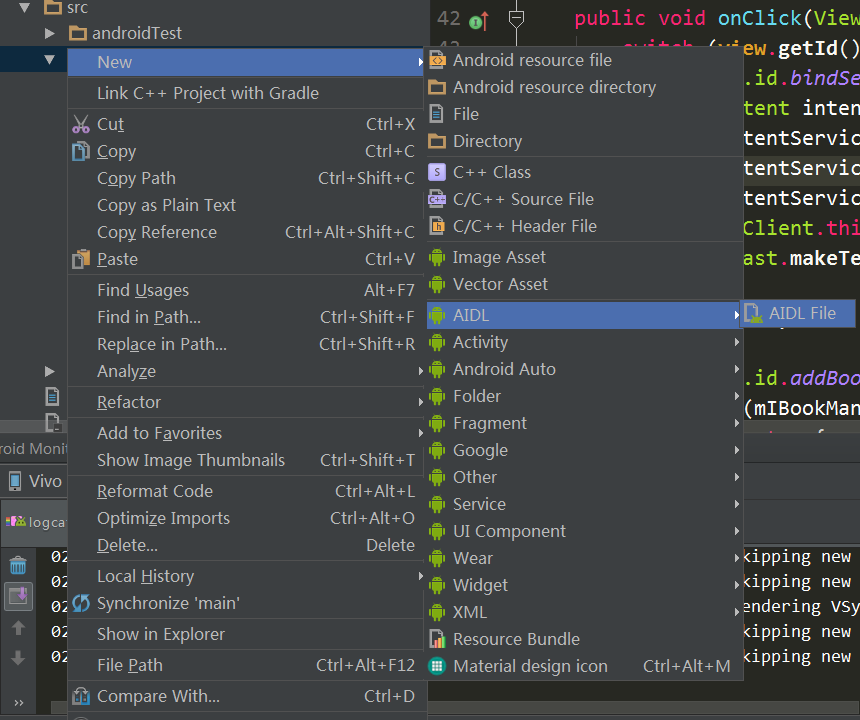 src
androidTest
New
Link C++ Project with Gradle
Cut Ctrl+X
Copy Ctrl+C
Copy Path Ctrl+Shift+C
Copy as Plain Text
Copy Reference Ctrl+Alt+Shift+C
Paste Ctrl+V
Find Usages Alt+F7
Find in Path... Ctrl+Shift+F
Replace in Path... Ctrl+Shift+R
Analyze
Refactor
Add to Favorites
Show Image Thumbnails Ctrl+Shift+T
Reformat Code Ctrl+Alt+L
Optimize Imports Ctrl+Alt+O
Delete... Delete
Local History
Synchronize 'main'
Show in Explorer
File Path Ctrl+Alt+F12
Compare With... Ctrl+D
Android resource file
Android resource directory
File
Directory
C++ Class
C/C++ Source File
C/C++ Header File
Image Asset
Vector Asset
AIDL
Activity
Android Auto
Folder
Fragment
Google
Other
Service
UI Component
Wear
Widget
XML
Resource Bundle
Material design icon Ctrl+Alt+M
AIDL File
42 public void onClick(View
switch (view.getId()
.id.bindSe
tent inten
tentServic
tentServic
tentServic
Client.thi
ast.makeTe
.id.addBoo
(mIBookMan
roid Monit
Vivo
logca
02 kipping new
02 kipping new
02 endering VSy
02 kipping new
02 kipping new